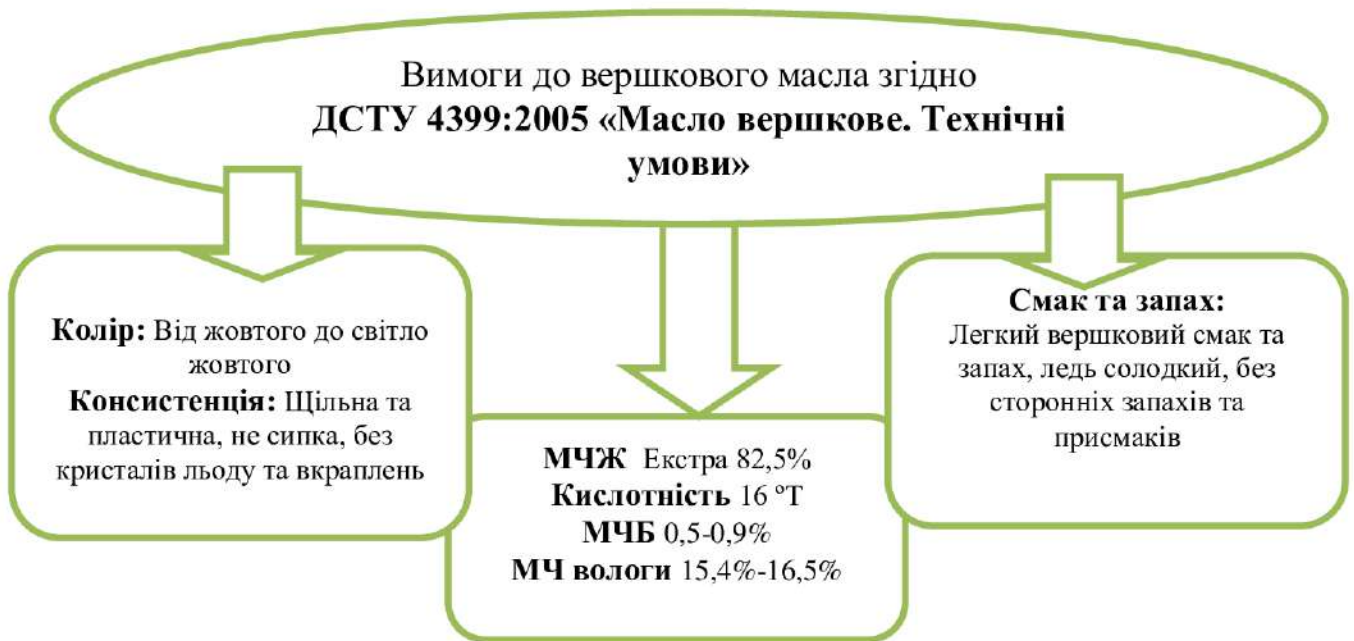 Вимоги до вершкового масла згідно
ДСТУ 4399:2005 «Масло вершкове. Технічні
умови»
Колір: Від жовтого до світло
жовтого
Консистенція: Щільна та
пластична, не сипка, без
кристалів льоду та вкраплень
МЧЖ Екстра 82,5%
Кислотність 16 ºТ
МЧБ 0,5-0,9%
МЧ вологи 15,4%-16,5%
Смак та запах:
Легкий вершковий смак та
запах, ледь солодкий, без
сторонніх запахів та
присмаків